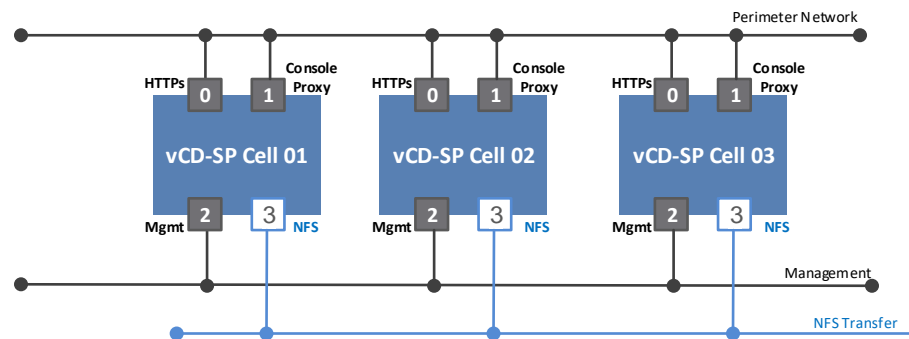 Perimeter Network
HTTPs
0
1
Console
Proxy
HTTPs
0
1
Console
Proxy
HTTPs
0
1
Console
Proxy
vCD-SP Cell 01
vCD-SP Cell 02
vCD-SP Cell 03
Mgmt
2
3
NFS
Mgmt
2
3
NFS
Mgmt
2
3
NFS
Management
NFS Transfer